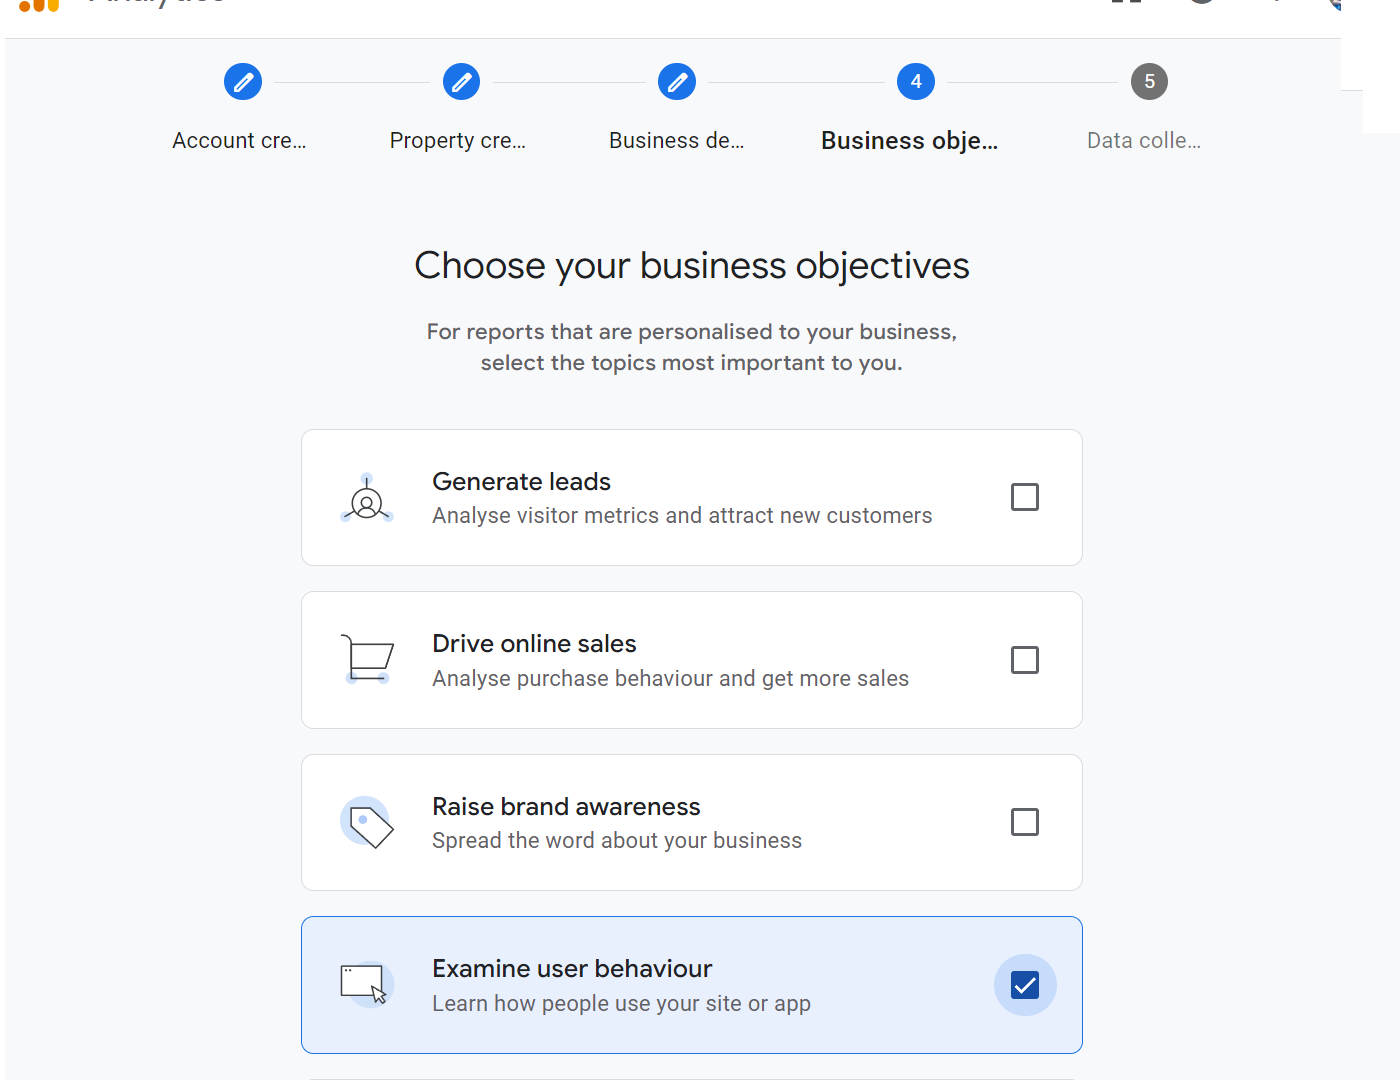 4
5
Account cre...
Property cre...
Business de...
Business obje...
Data colle...
Choose your business objectives
For reports that are personalised to your business,
select the topics most important to you.
Generate leads
Analyse visitor metrics and attract new customers
Drive online sales
Analyse purchase behaviour and get more sales
Raise brand awareness
Spread the word about your business
Examine user behaviour
Learn how people use your site or app